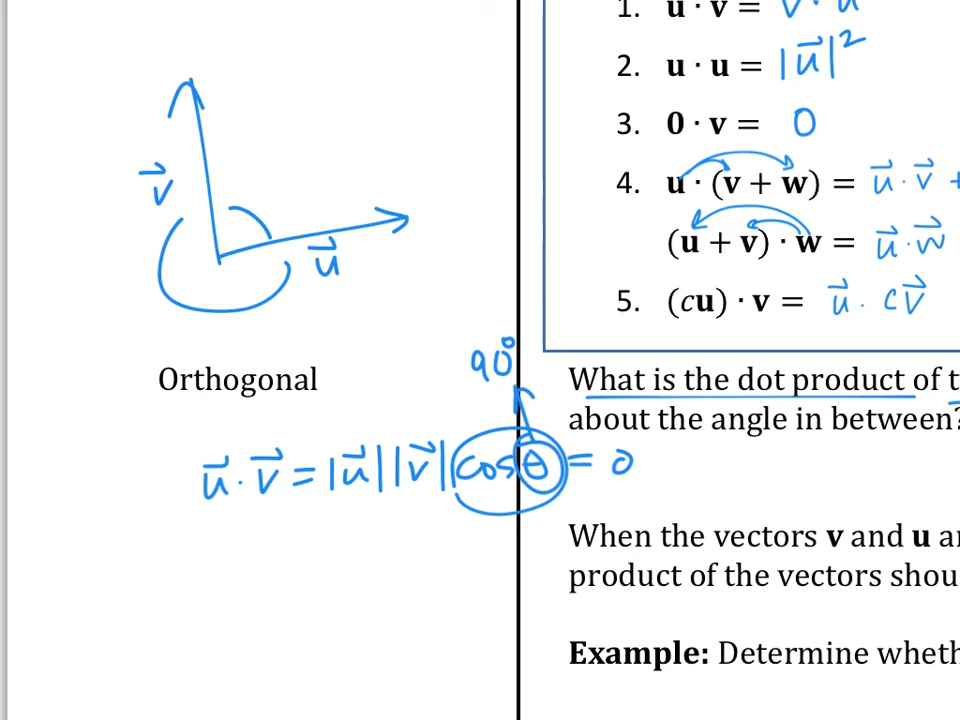 1. u · v = v · u
2. u · u = |u⃗|²
3. 0 · v = 0
4. u · (v + w) = u⃗ · v⃗ +
(u + v) · w = u⃗ · w⃗
5. (cu) · v = u⃗ · cv⃗
v⃗
u⃗
Orthogonal
90°
u⃗ · v⃗ = |u⃗||v⃗| cos θ = 0
What is the dot product of t
about the angle in between?
When the vectors v and u ar
product of the vectors shou
Example: Determine wheth